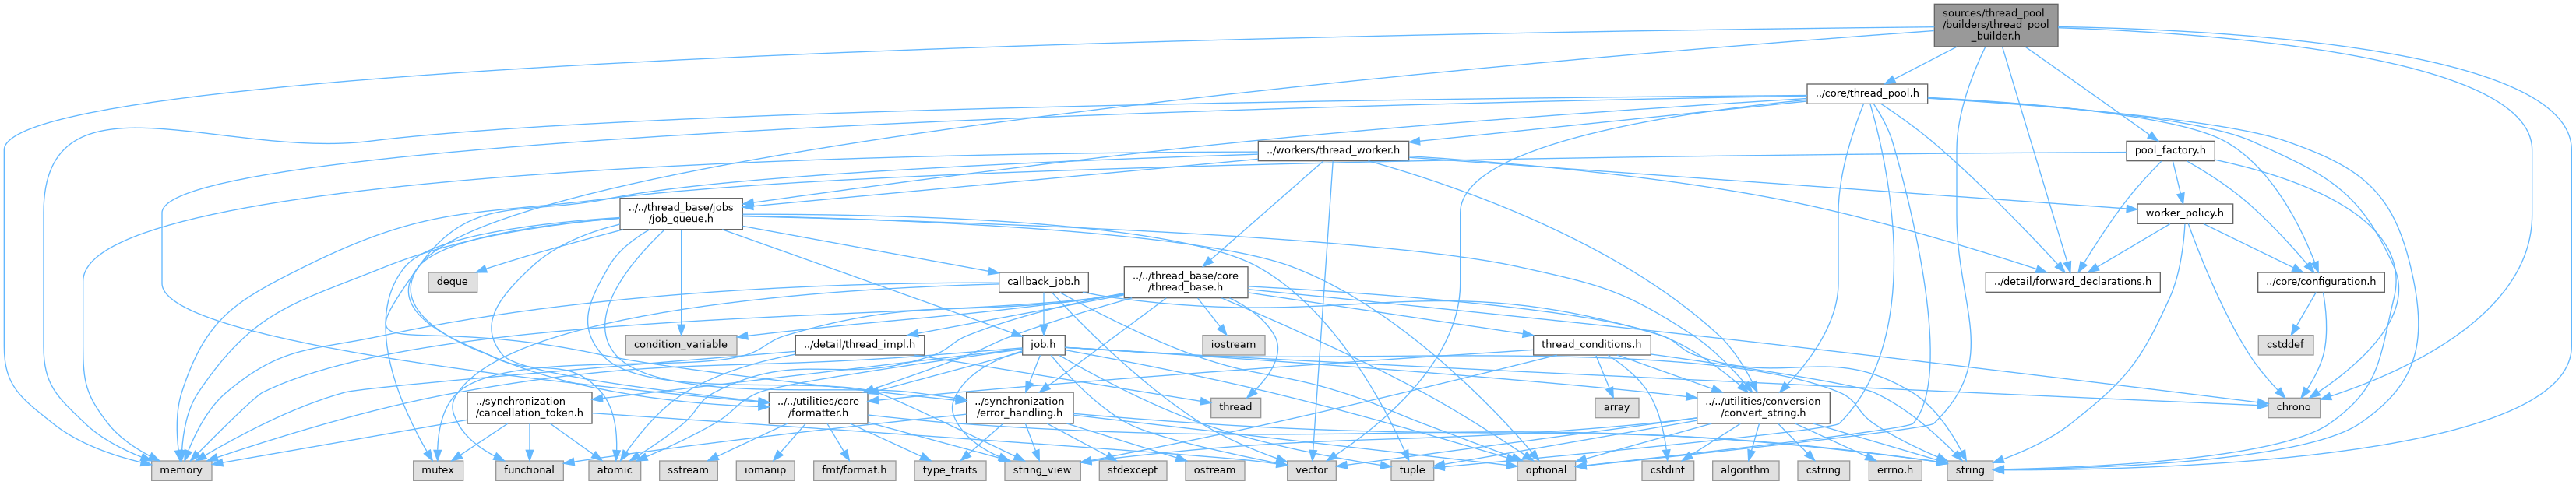 sources/thread_pool
/builders/thread_pool
_builder.h
../core/thread_pool.h
../workers/thread_worker.h
pool_factory.h
../../thread_base/jobs
/job_queue.h
worker_policy.h
deque
callback_job.h
../../thread_base/core
/thread_base.h
../detail/forward_declarations.h
../core/configuration.h
condition_variable
../detail/thread_impl.h
job.h
iostream
thread_conditions.h
cstddef
../synchronization
/cancellation_token.h
../../utilities/core
/formatter.h
../synchronization
/error_handling.h
thread
array
../../utilities/conversion
/convert_string.h
chrono
memory
mutex
functional
atomic
sstream
iomanip
fmt/format.h
type_traits
string_view
stdexcept
ostream
vector
tuple
optional
cstdint
algorithm
cstring
errno.h
string